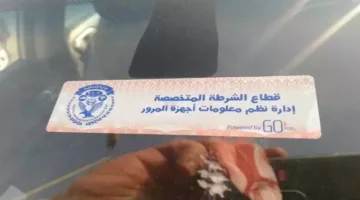 قطاع الشرطة المتخصصة
إدارة نظم معلومات أجهزة المرور
Powered by GO